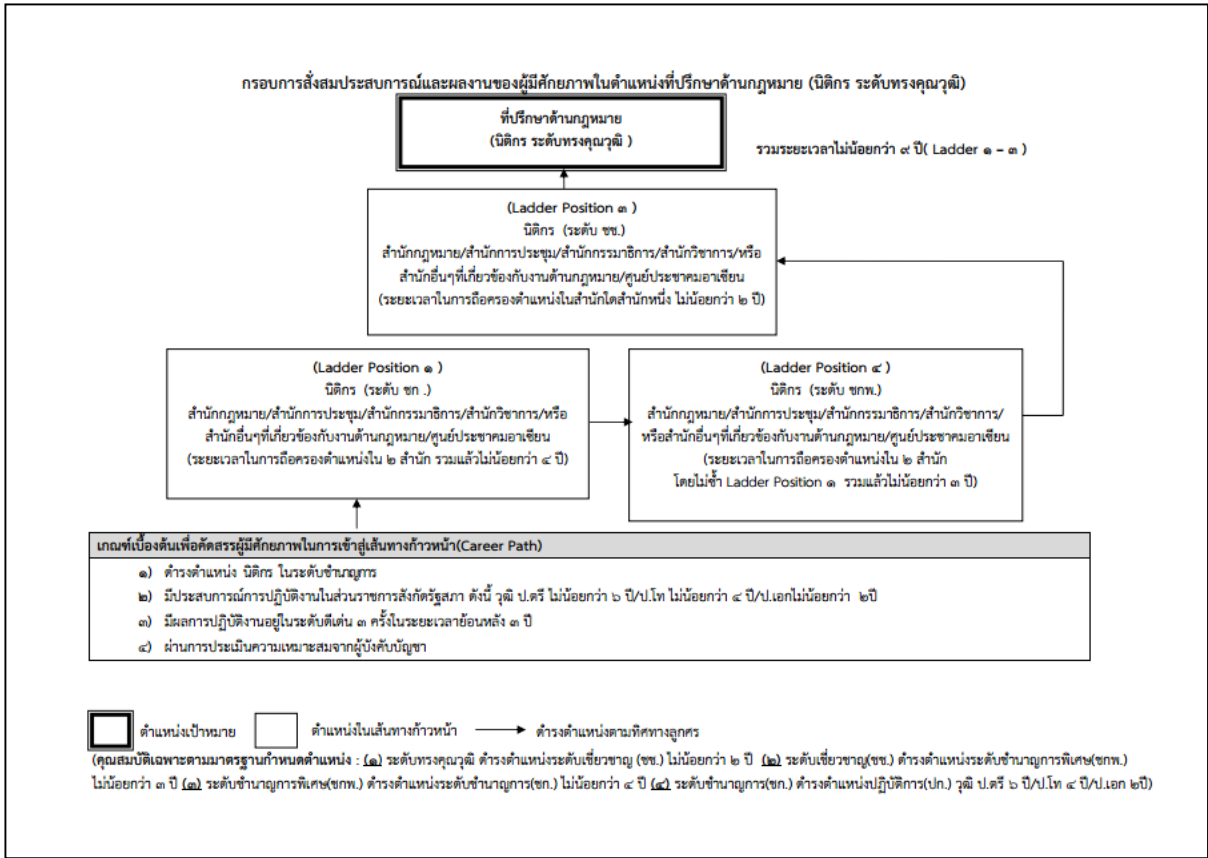 กรอบการสั่งสมประสบการณ์และผลงานของผู้มีศักยภาพในตำแหน่งที่ปรึกษาด้านกฎหมาย (นิติกร ระดับทรงคุณวุฒิ)
ที่ปรึกษาด้านกฎหมาย
(นิติกร ระดับทรงคุณวุฒิ )
รวมระยะเวลาไม่น้อยกว่า ๙ ปี( Ladder ๑ – ๓ )
(Ladder Position ๓ )
นิติกร (ระดับ ชช.)
สำนักกฎหมาย/สำนักการประชุม/สำนักกรรมาธิการ/สำนักวิชาการ/หรือ
สำนักอื่นๆที่เกี่ยวข้องกับงานด้านกฎหมาย/ศูนย์ประชาคมอาเซียน
(ระยะเวลาในการถือครองตำแหน่งในสำนักใดสำนักหนึ่ง ไม่น้อยกว่า ๒ ปี)
(Ladder Position ๑ )
นิติกร (ระดับ ชก .)
สำนักกฎหมาย/สำนักการประชุม/สำนักกรรมาธิการ/สำนักวิชาการ/หรือ
สำนักอื่นๆที่เกี่ยวข้องกับงานด้านกฎหมาย/ศูนย์ประชาคมอาเซียน
(ระยะเวลาในการถือครองตำแหน่งใน ๒ สำนัก รวมแล้วไม่น้อยกว่า ๔ ปี)
(Ladder Position ๔ )
นิติกร (ระดับ ชกพ.)
สำนักกฎหมาย/สำนักการประชุม/สำนักกรรมาธิการ/สำนักวิชาการ/
หรือสำนักอื่นๆที่เกี่ยวข้องกับงานด้านกฎหมาย/ศูนย์ประชาคมอาเซียน
(ระยะเวลาในการถือครองตำแหน่งใน ๒ สำนัก
โดยไม่ซ้ำ Ladder Position ๑ รวมแล้วไม่น้อยกว่า ๓ ปี)
เกณฑ์เบื้องต้นเพื่อคัดสรรผู้มีศักยภาพในการเข้าสู่เส้นทางก้าวหน้า(Career Path)
๑) ดำรงตำแหน่ง นิติกร ในระดับชำนาญการ
๒) มีประสบการณ์การปฏิบัติงานในส่วนราชการสังกัดรัฐสภา ดังนี้ วุฒิ ป.ตรี ไม่น้อยกว่า ๖ ปี/ป.โท ไม่น้อยกว่า ๔ ปี/ป.เอกไม่น้อยกว่า ๒ปี
๓) มีผลการปฏิบัติงานอยู่ในระดับดีเด่น ๓ ครั้งในระยะเวลาย้อนหลัง ๓ ปี
๔) ผ่านการประเมินความเหมาะสมจากผู้บังคับบัญชา
ตำแหน่งเป้าหมาย ตำแหน่งในเส้นทางก้าวหน้า ดำรงตำแหน่งตามทิศทางลูกศร
(คุณสมบัติเฉพาะตามมาตรฐานกำหนดตำแหน่ง : (๑) ระดับทรงคุณวุฒิ ดำรงตำแหน่งระดับเชี่ยวชาญ (ชช.) ไม่น้อยกว่า ๒ ปี (๒) ระดับเชี่ยวชาญ(ชช.) ดำรงตำแหน่งระดับชำนาญการพิเศษ(ชกพ.)
ไม่น้อยกว่า ๓ ปี (๓) ระดับชำนาญการพิเศษ(ชกพ.) ดำรงตำแหน่งระดับชำนาญการ(ชก.) ไม่น้อยกว่า ๔ ปี (๔) ระดับชำนาญการ(ชก.) ดำรงตำแหน่งปฏิบัติการ(ปก.) วุฒิ ป.ตรี ๖ ปี/ป.โท ๔ ปี/ป.เอก ๒ปี)